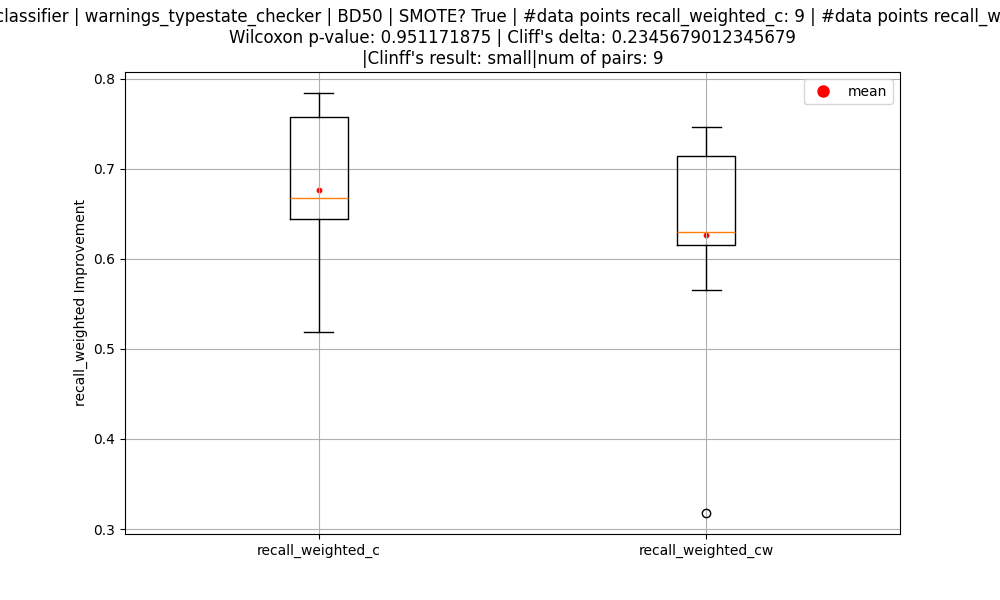 classifier | warnings_typestate_checker | BD50 | SMOTE? True | #data points recall_weighted_c: 9 | #data points
Wilcoxon p-value: 0.951171875 | Cliff's delta: 0.2345679012345679
|Clinff's result: small|num of pairs: 9
mean
0.8
0.7
0.6
0.5
0.4
0.3
recall_weighted Improvement
recall_weighted_c
recall_weighted_cw